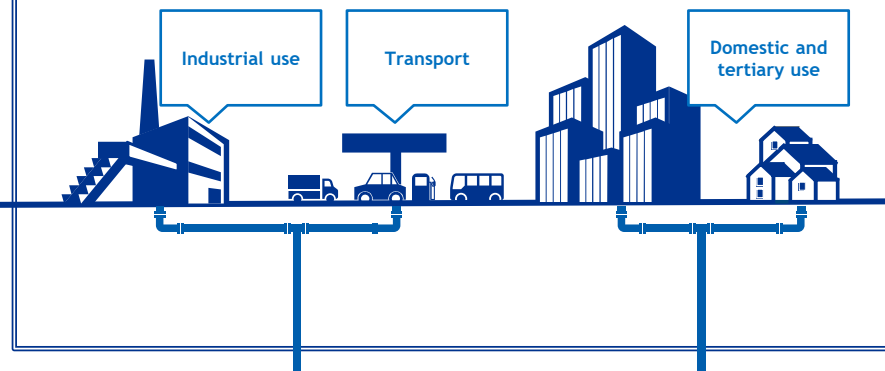 Industrial use
Transport
Domestic and
tertiary use